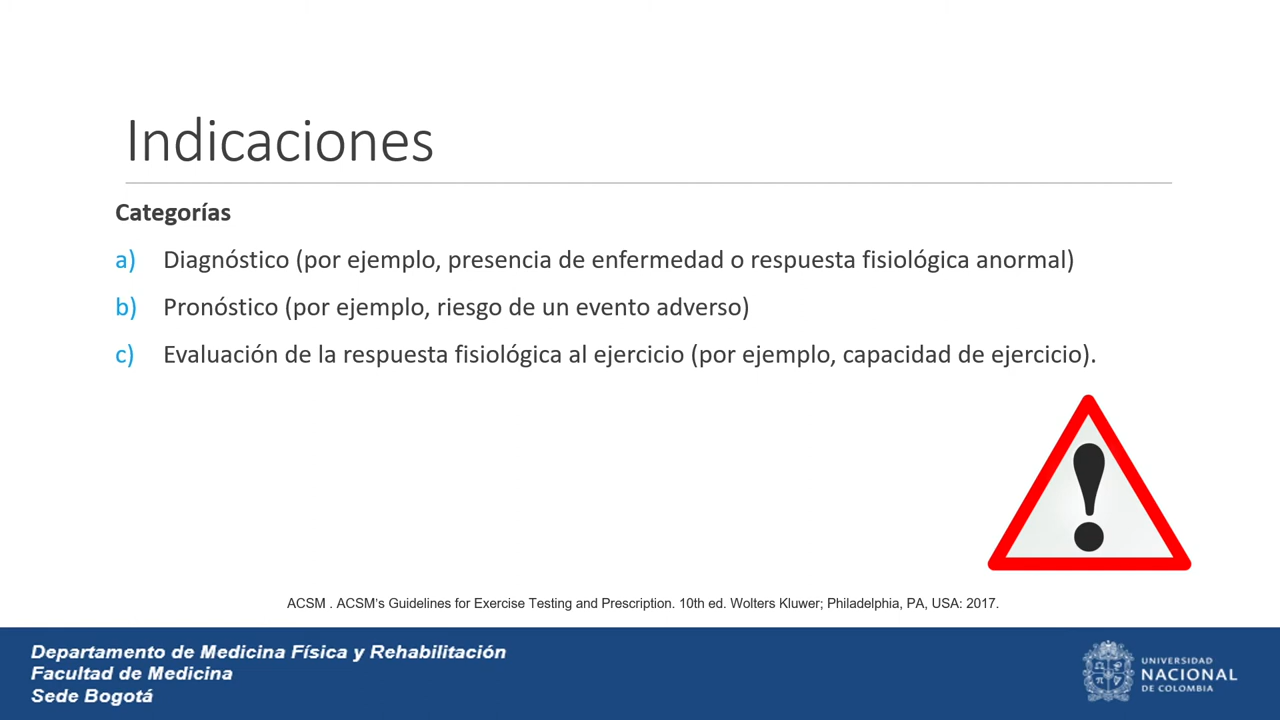 Indicaciones
Categorías
a) Diagnóstico (por ejemplo, presencia de enfermedad o respuesta fisiológica anormal)
b) Pronóstico (por ejemplo, riesgo de un evento adverso)
c) Evaluación de la respuesta fisiológica al ejercicio (por ejemplo, capacidad de ejercicio).
ACSM . ACSM's Guidelines for Exercise Testing and Prescription. 10th ed. Wolters Kluwer; Philadelphia, PA, USA: 2017.
Departamento de Medicina Física y Rehabilitación
Facultad de Medicina
Sede Bogotá
UNIVERSIDAD
NACIONAL
DE COLOMBIA